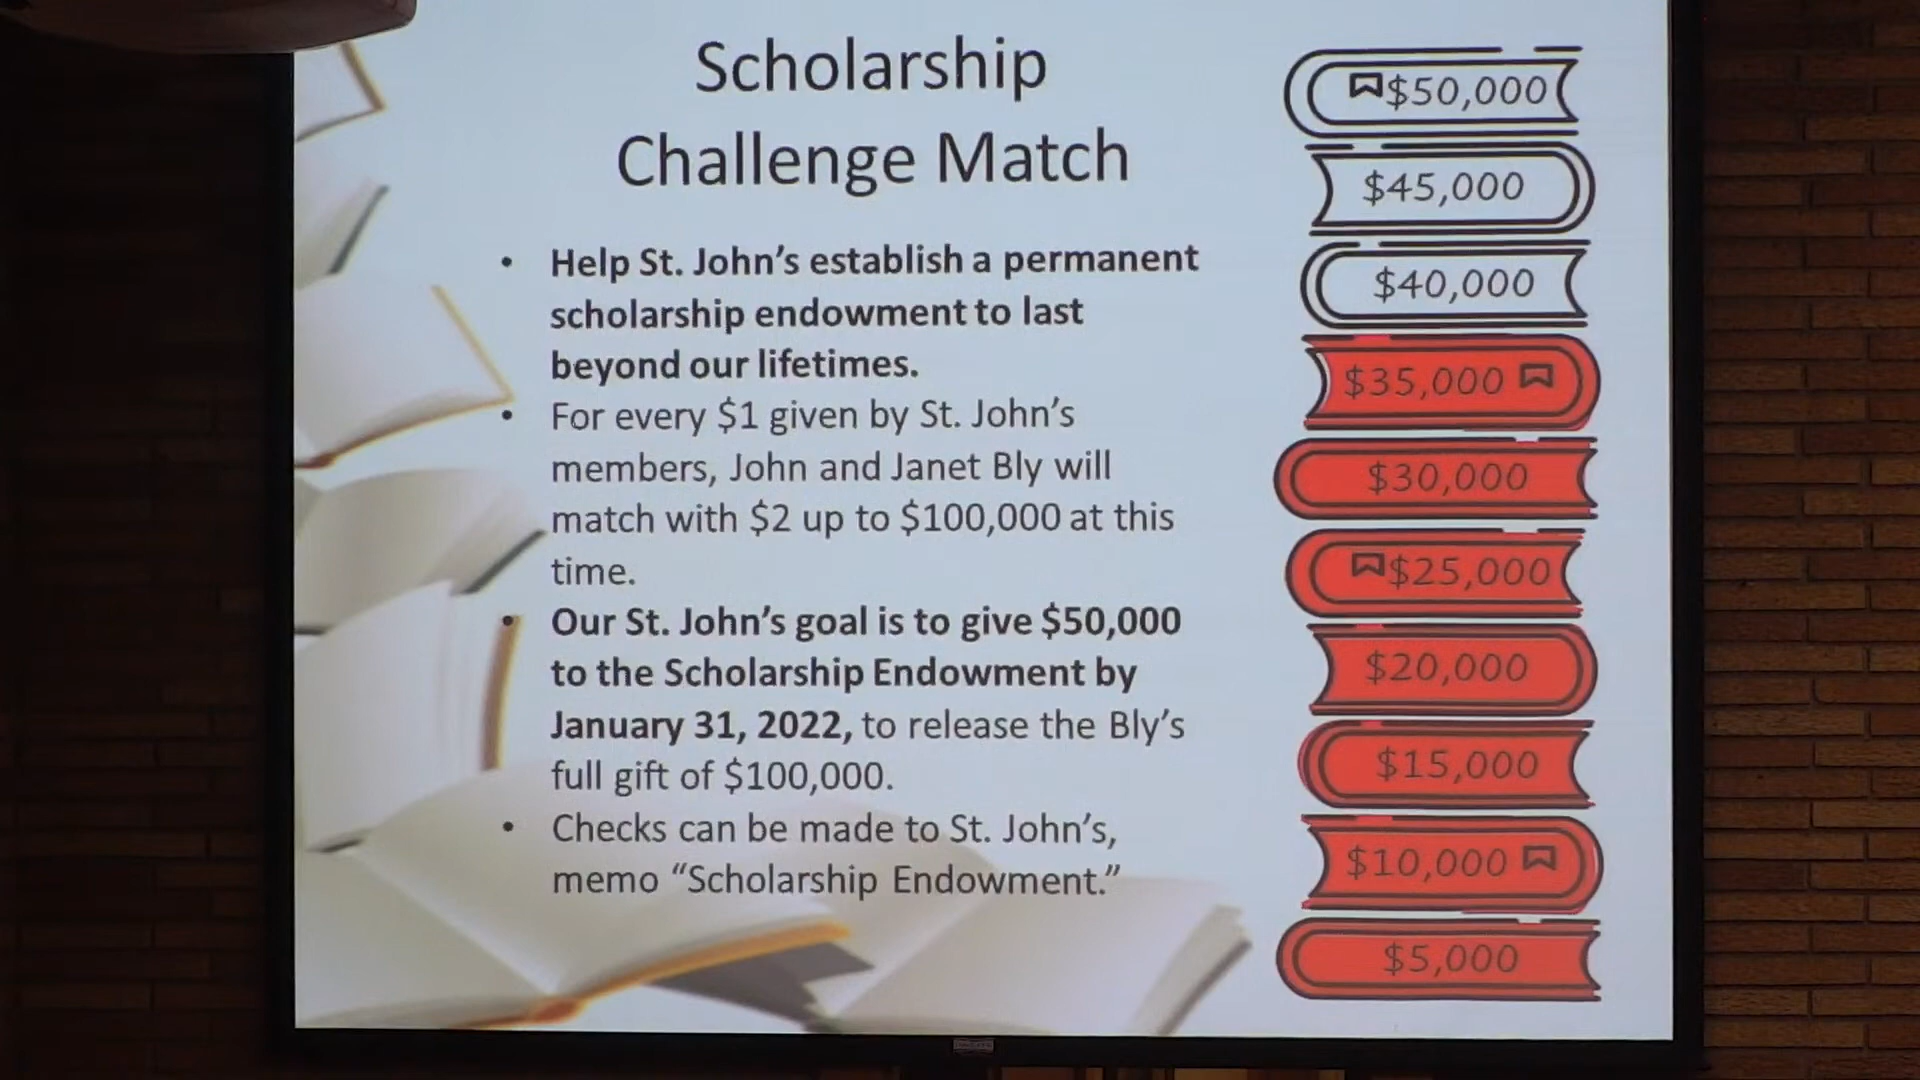 Scholarship
Challenge Match
• Help St. John's establish a permanent
scholarship endowment to last
beyond our lifetimes.
• For every $1 given by St. John's
members, John and Janet Bly will
match with $2 up to $100,000 at this
time.
• Our St. John's goal is to give $50,000
to the Scholarship Endowment by
January 31, 2022, to release the Bly's
full gift of $100,000.
• Checks can be made to St. John's,
memo “Scholarship Endowment.”
$50,000
$45,000
$40,000
$35,000
$30,000
$25,000
$20,000
$15,000
$10,000
$5,000